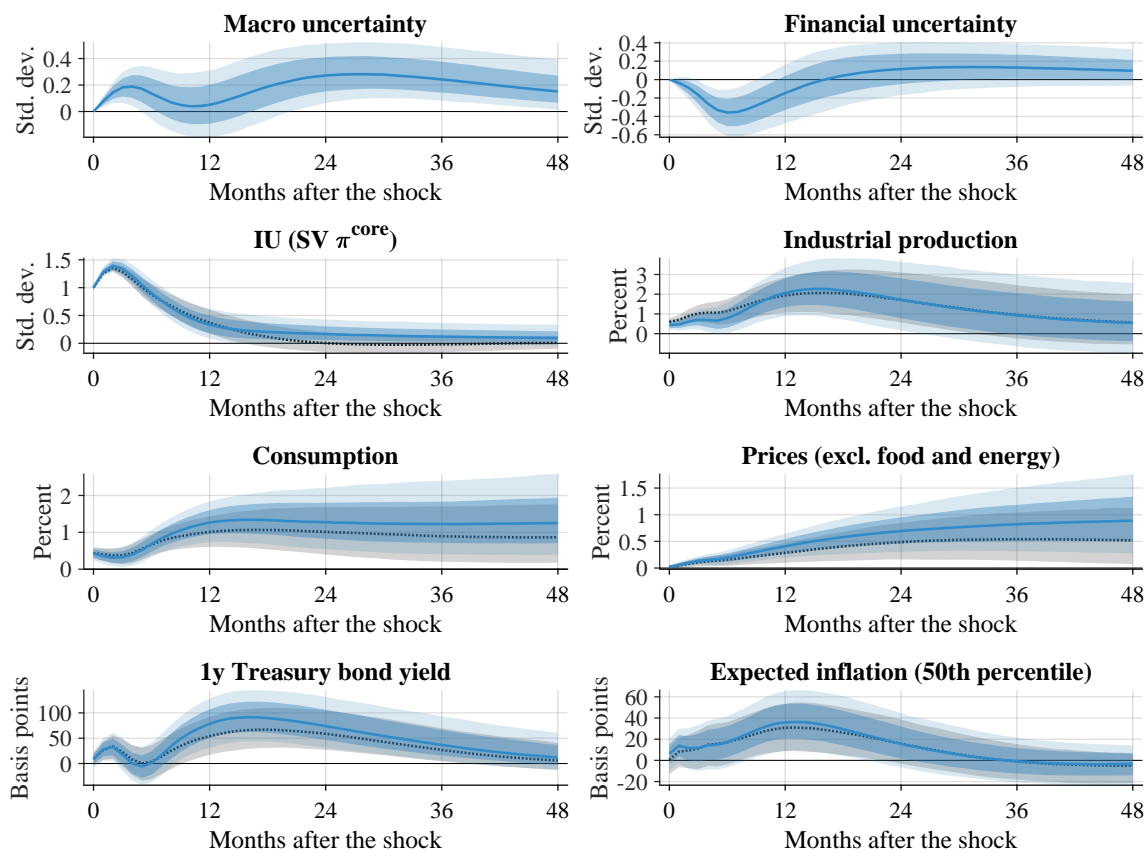 Macro uncertainty
Std. dev.
0.4
0.2
0
0 12 24 36 48
Months after the shock
Financial uncertainty
Std. dev.
0.4
0.2
0
-0.2
-0.4
-0.6
0 12 24 36 48
Months after the shock
IU (SV π^core)
Std. dev.
1.5
1
0.5
0
0 12 24 36 48
Months after the shock
Industrial production
Percent
3
2
1
0
0 12 24 36 48
Months after the shock
Consumption
Percent
2
1
0
0 12 24 36 48
Months after the shock
Prices (excl. food and energy)
Percent
1.5
1
0.5
0
0 12 24 36 48
Months after the shock
1y Treasury bond yield
Basis points
100
50
0
0 12 24 36 48
Months after the shock
Expected inflation (50th percentile)
Basis points
60
40
20
0
-20
0 12 24 36 48
Months after the shock